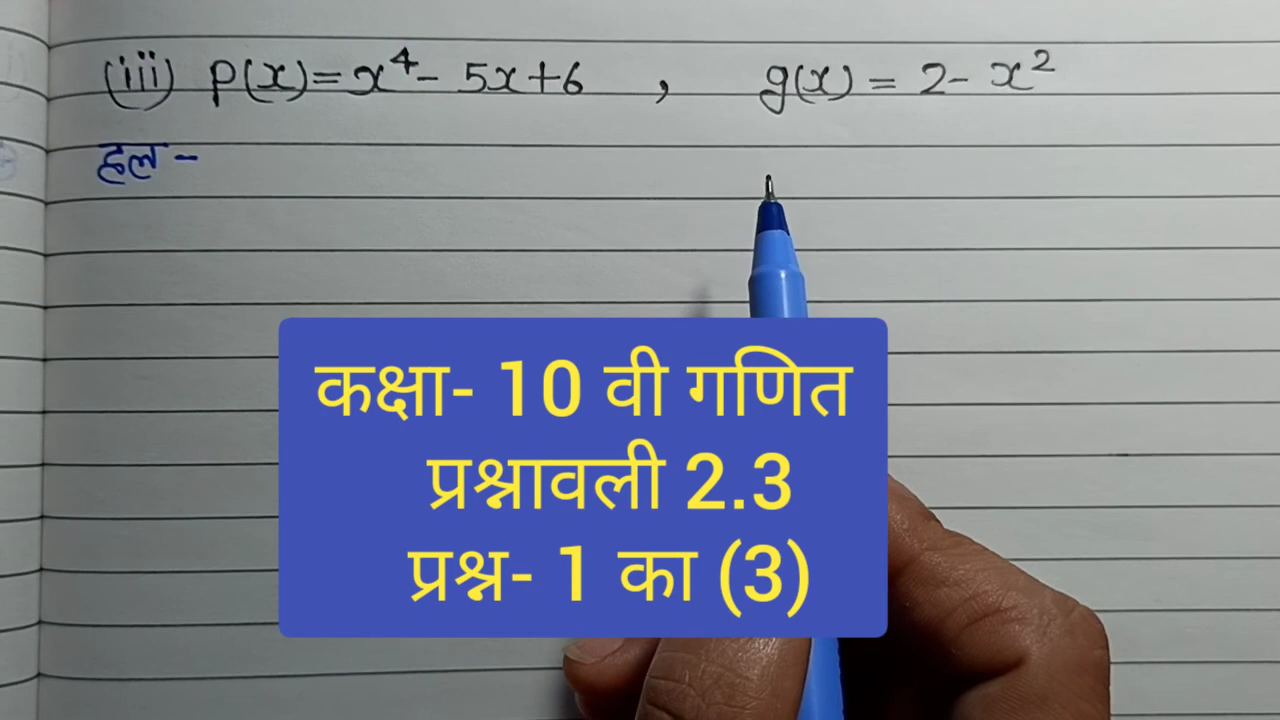 (iii) p(x)= x⁴- 5x+6 , g(x) = 2- x²
हल -
कक्षा- 10 वी गणित
प्रश्नावली 2.3
प्रश्न- 1 का (3)